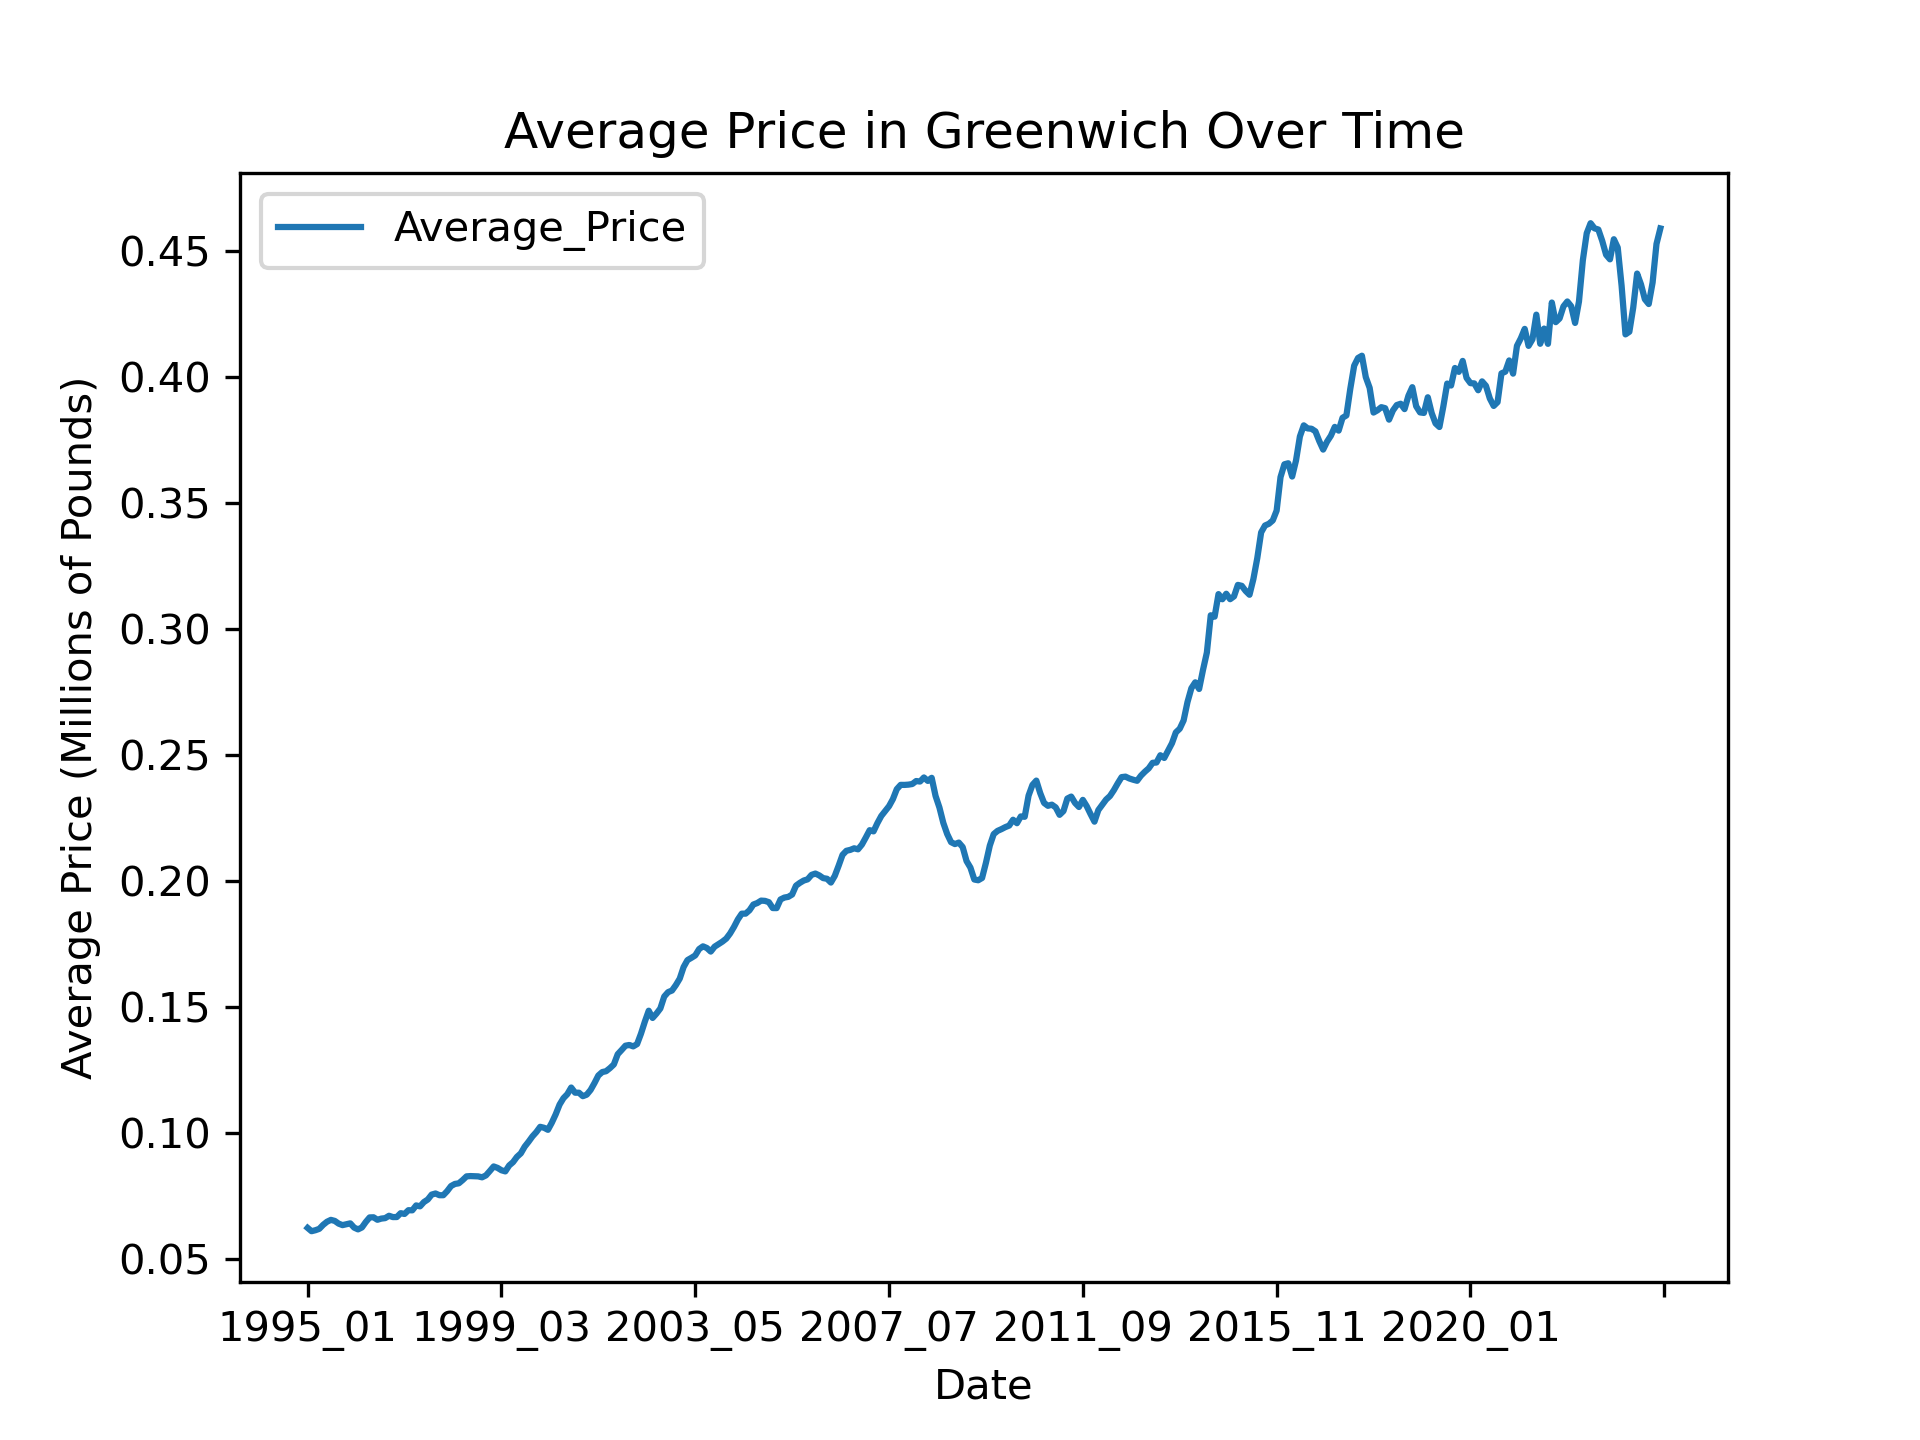 Average Price in Greenwich Over Time
Average_Price
Average Price (Millions of Pounds)
0.45
0.40
0.35
0.30
0.25
0.20
0.15
0.10
0.05
1995_01 1999_03 2003_05 2007_07 2011_09 2015_11 2020_01
Date